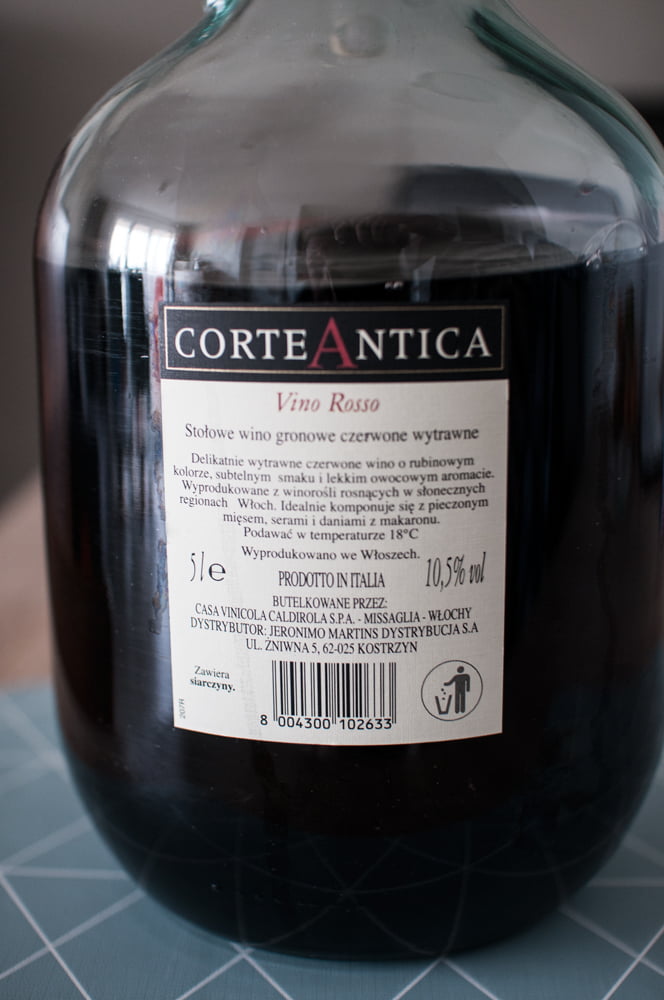 CORTEANTICA
Vino Rosso
Stołowe wino gronowe czerwone wytrawne
Delikatnie wytrawne czerwone wino o rubinowym
kolorze, subtelnym smaku i lekkim owocowym aromacie.
Wyprodukowane z winorośli rosnących w słonecznych
regionach Włoch. Idealnie komponuje się z pieczonym
mięsem, serami i daniami z makaronu.
Podawać w temperaturze 18°C
Wyprodukowano we Włoszech.
5 l e PRODOTTO IN ITALIA 10,5% vol
BUTELKOWANE PRZEZ:
CASA VINICOLA CALDIROLA S.P.A. - MISSAGLIA - WŁOCHY
DYSTRYBUTOR: JERONIMO MARTINS DYSTRYBUCJA S.A
UL. ŻNIWNA 5, 62-025 KOSTRZYN
Zawiera
siarczyny.
207R
8 004300 102633